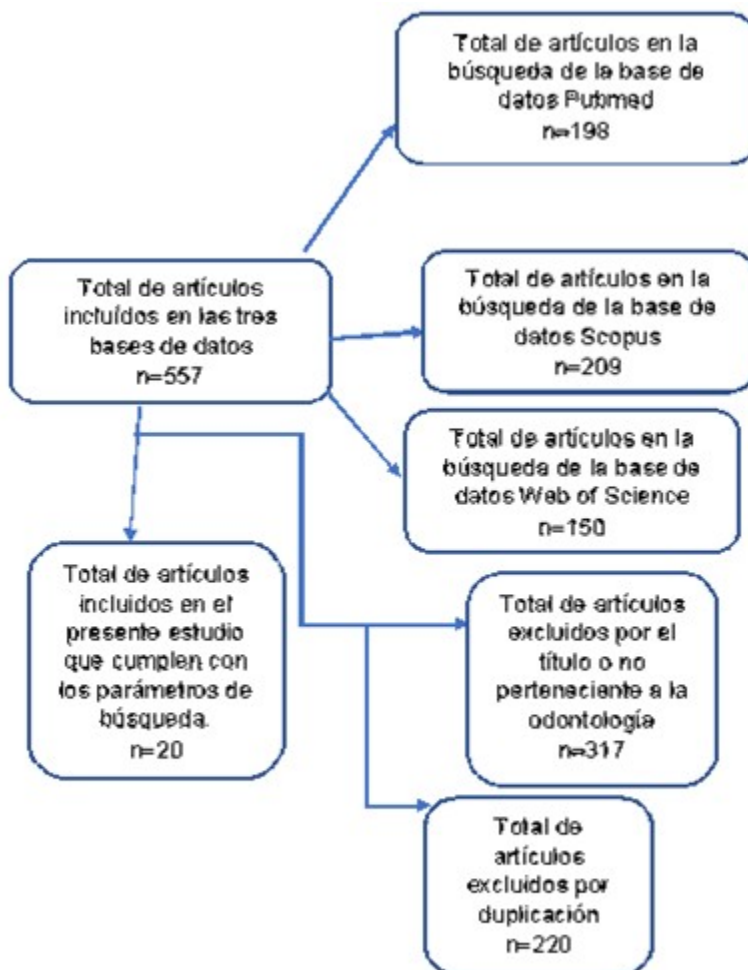 Total de artículos en la
búsqueda de la base de
datos Pubmed
n=198
Total de artículos
incluídos en las tres
bases de datos
n=557
Total de artículos en la
búsqueda de la base de
datos Scopus
n=209
Total de artículos en la
búsqueda de la base de
datos Web of Science
n=150
Total de artículos
incluidos en el
presente estudio
que cumplen con
los parámetros de
búsqueda.
n=20
Total de artículos
excluidos por el
título o no
perteneciente a la
odontología
n=317
Total de
artículos
excluidos por
duplicación
n=220